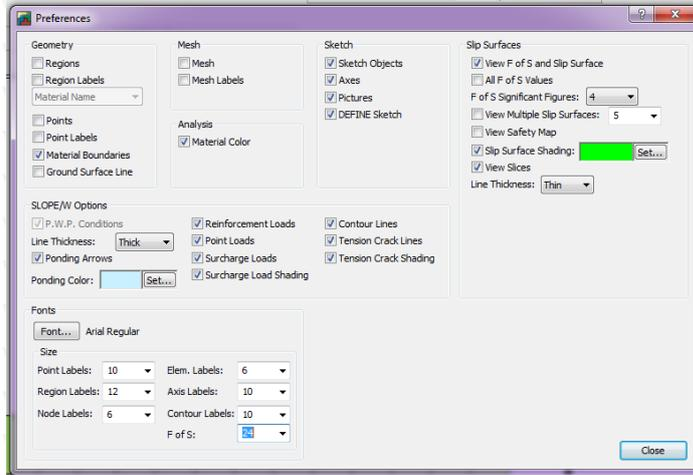 Preferences
Geometry
Regions
Region Labels
Material Name
Points
Point Labels
Material Boundaries
Ground Surface Line
Mesh
Mesh
Mesh Labels
Analysis
Material Color
Sketch
Sketch Objects
Axes
Pictures
DEFINE Sketch
Slip Surfaces
View F of S and Slip Surface
All F of S Values
F of S Significant Figures: 4
View Multiple Slip Surfaces: 5
View Safety Map
Slip Surface Shading: Set...
View Slices
Line Thickness: Thin
SLOPE/W Options
P.W.P. Conditions
Line Thickness: Thick
Ponding Arrows
Ponding Color: Set...
Reinforcement Loads
Point Loads
Surcharge Loads
Surcharge Load Shading
Contour Lines
Tension Crack Lines
Tension Crack Shading
Fonts
Font... Arial Regular
Size
Point Labels: 10 Elem. Labels: 6
Region Labels: 12 Axis Labels: 10
Node Labels: 6 Contour Labels: 10
F of S: 24
Close